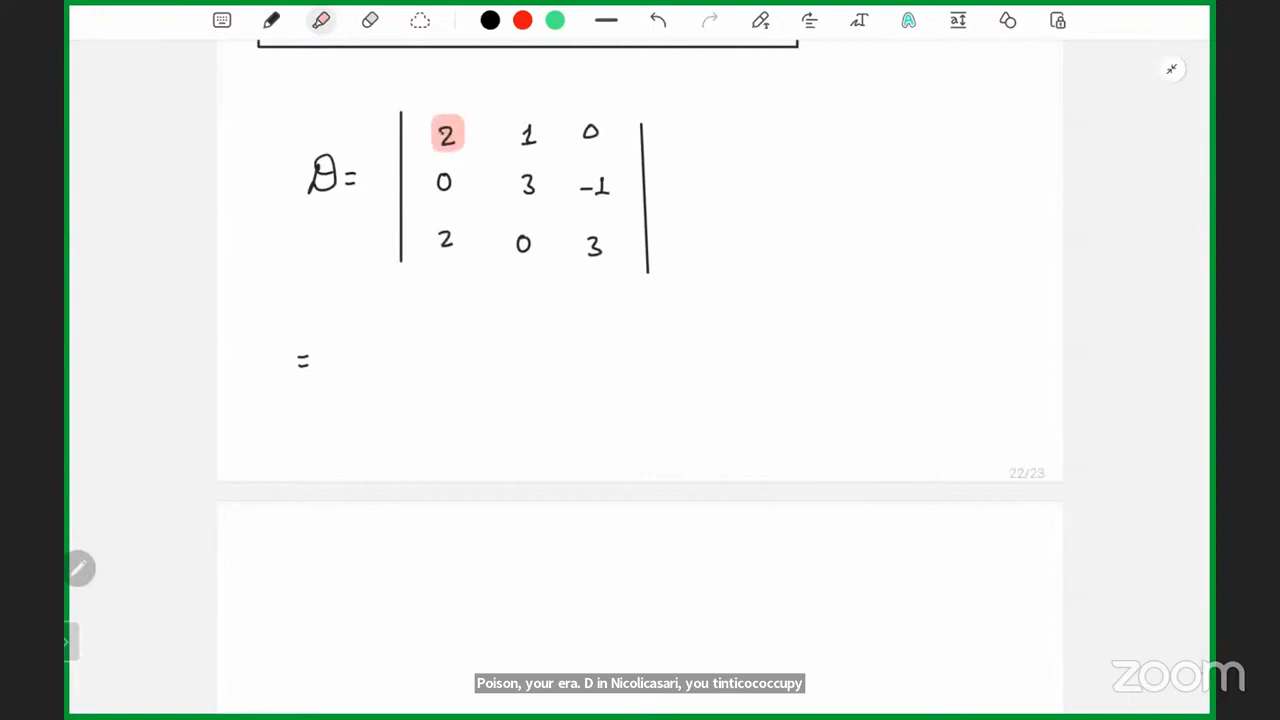 2 1 0
D= 0 3 -1
2 0 3
=
22/23
Poison, your era. D in Nicolicasari, you tinticococcupy
zoom